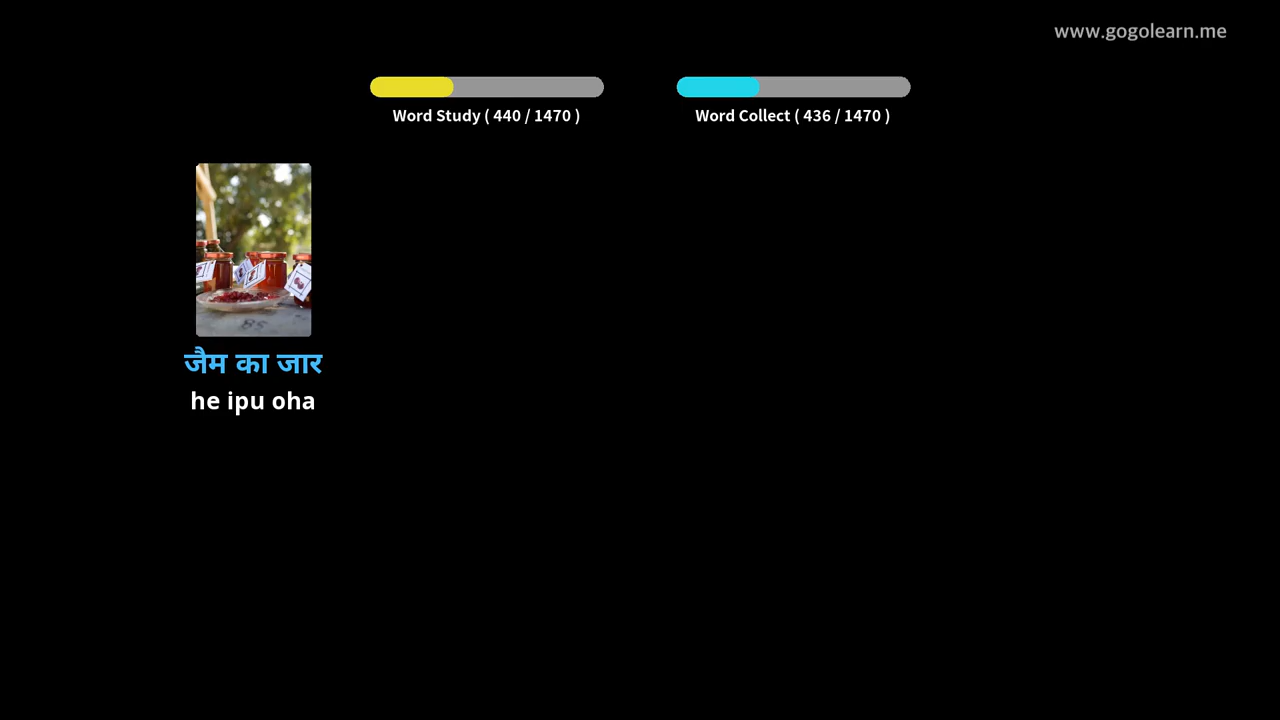 www.gogolearn.me
Word Study ( 440 / 1470 )
Word Collect ( 436 / 1470 )
जैम का जार
he ipu oha